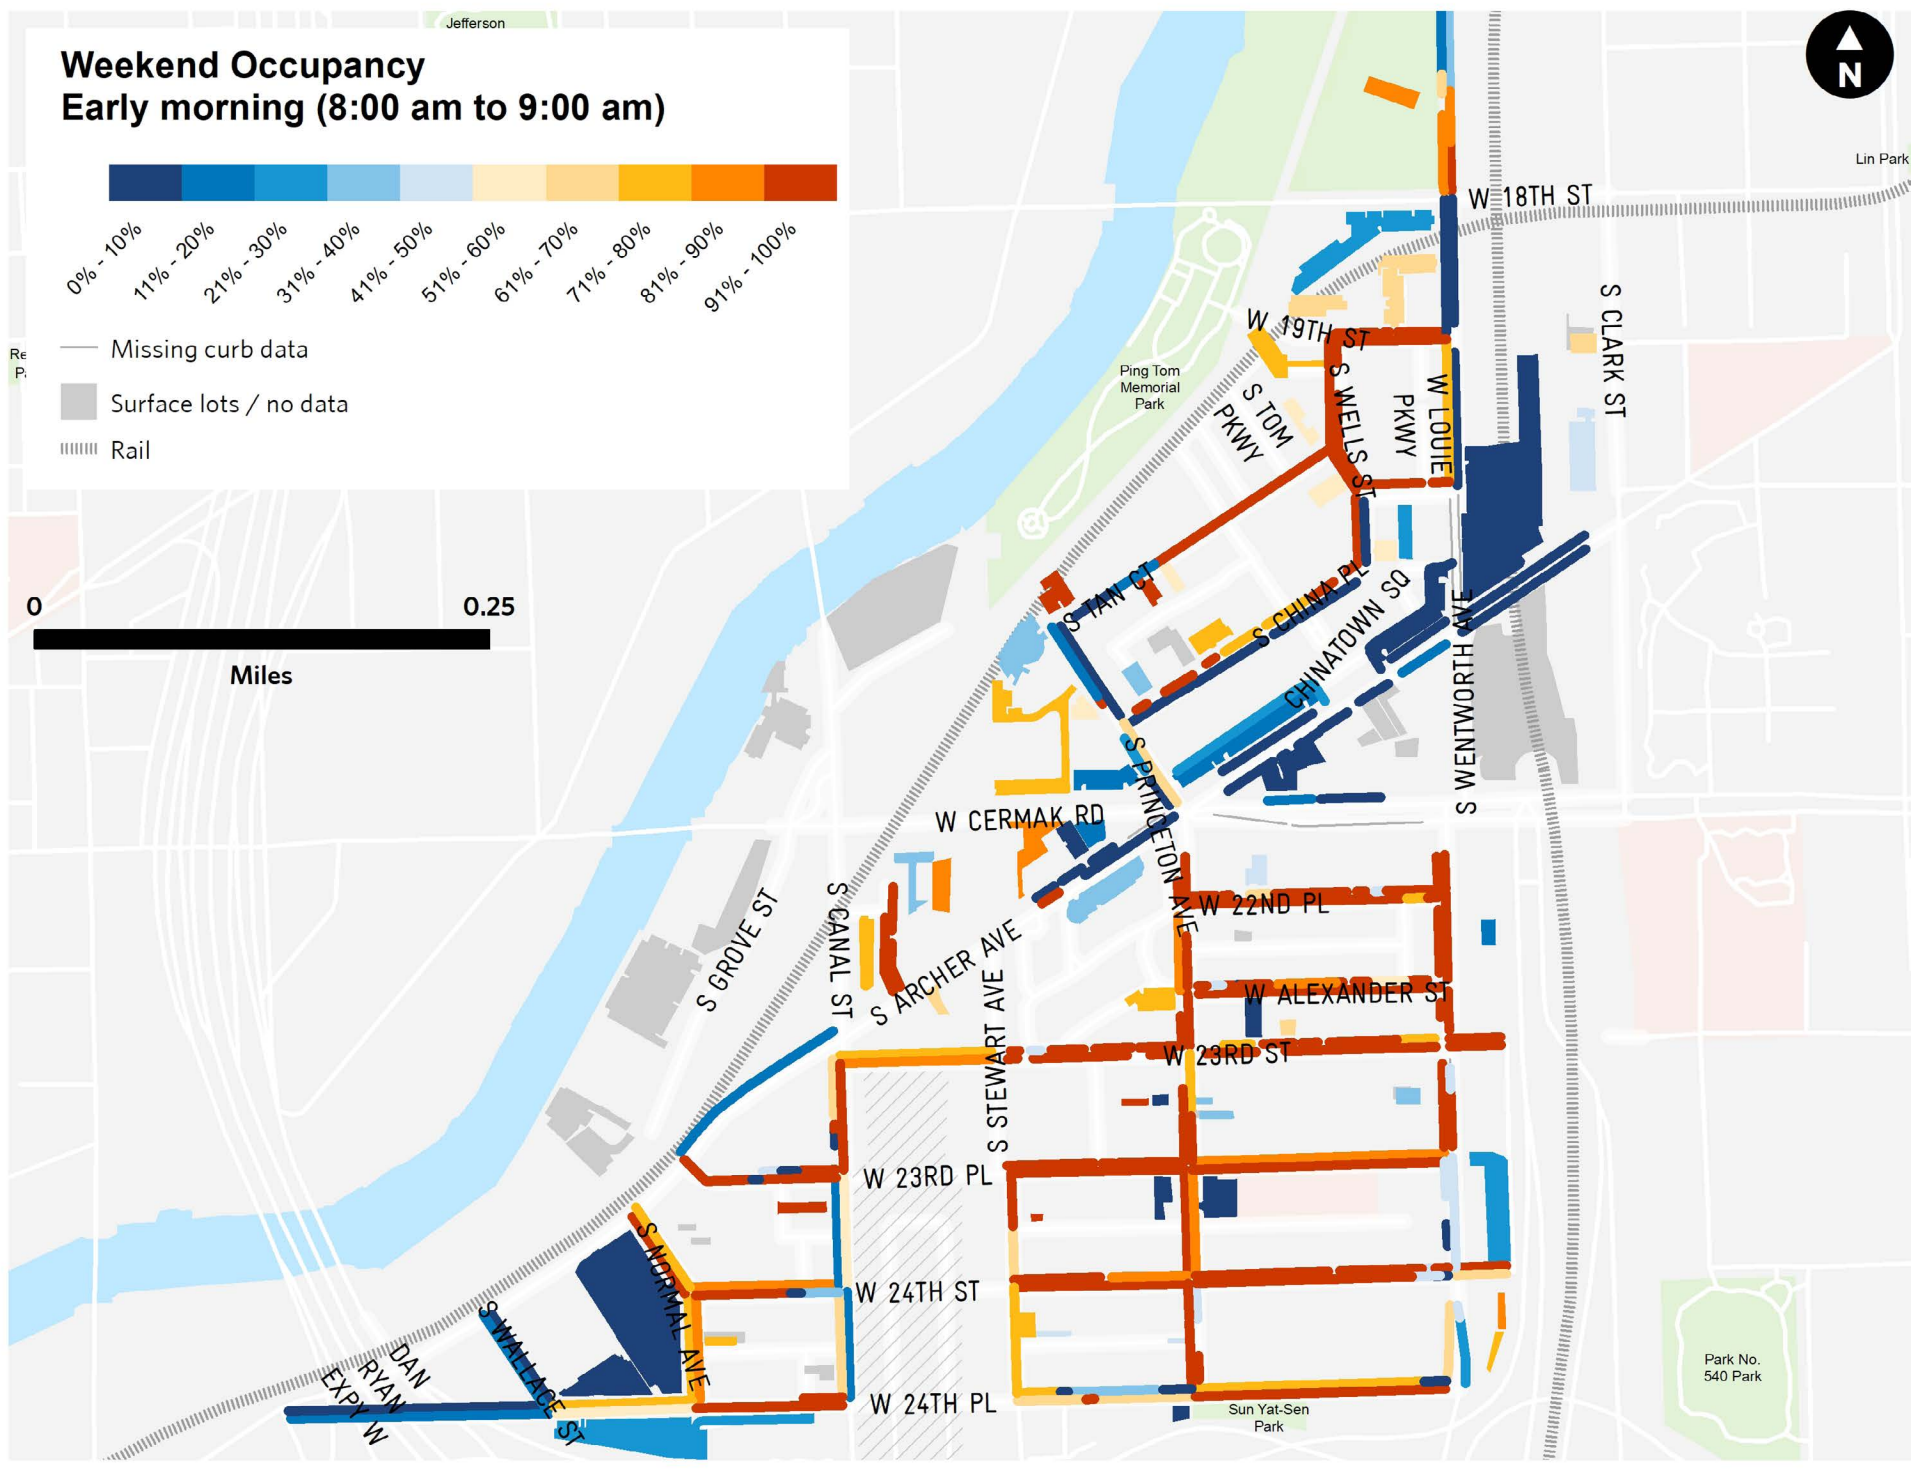 Jefferson
Weekend Occupancy
Early morning (8:00 am to 9:00 am)
0% - 10%
11% - 20%
21% - 30%
31% - 40%
41% - 50%
51% - 60%
61% - 70%
71% - 80%
81% - 90%
91% - 100%
Missing curb data
Surface lots / no data
Rail
N
Lin Park
W 18TH ST
S CLARK ST
W 19TH ST
Ping Tom
Memorial
Park
S TOM
PKWY
S WELLS ST
W LOUIE
PKWY
0
0.25
Miles
S TAN CT
S CHINA PL
CHINATOWN SQ
S WENTWORTH AVE
S PRINCETON AVE
W CERMAK RD
S CANAL ST
S GROVE ST
S ARCHER AVE
S STEWART AVE
W 22ND PL
W ALEXANDER ST
W 23RD ST
W 23RD PL
S NORMAL AVE
W 24TH ST
S WALLACE ST
DAN
RYAN
EXPY W
W 24TH PL
Sun Yat-Sen
Park
Park No.
540 Park